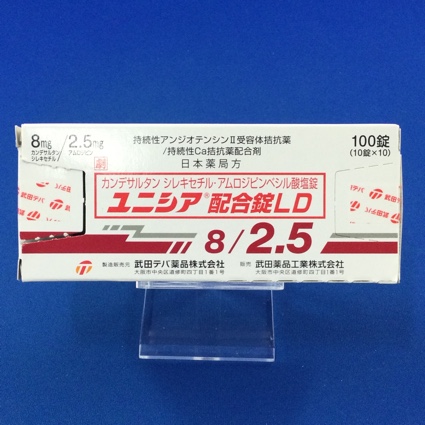 8mg/2.5mg
カンデサルタン アムロジピン
シレキセチル
持続性アンジオテンシンⅡ受容体拮抗薬
/持続性Ca拮抗薬配合剤
日本薬局方
100錠
(10錠×10)
劇
カンデサルタン シレキセチル・アムロジピンベシル酸塩錠
ユニシア®配合錠LD
8/2.5
製造販売元 武田テバ薬品株式会社
大阪市中央区道修町四丁目1番1号
販売 武田薬品工業株式会社
大阪市中央区道修町四丁目1番1号